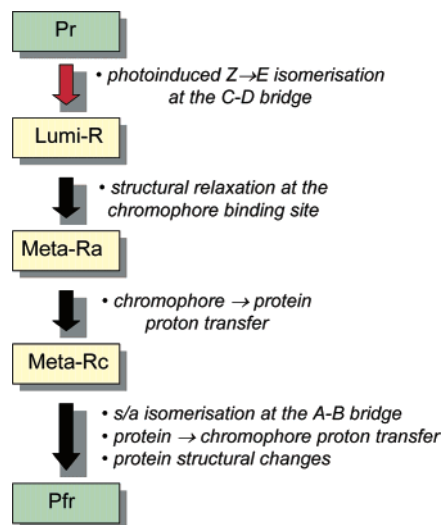 Pr
• photoinduced Z→E isomerisation
at the C-D bridge
Lumi-R
• structural relaxation at the
chromophore binding site
Meta-Ra
• chromophore → protein
proton transfer
Meta-Rc
• s/a isomerisation at the A-B bridge
• protein → chromophore proton transfer
• protein structural changes
Pfr